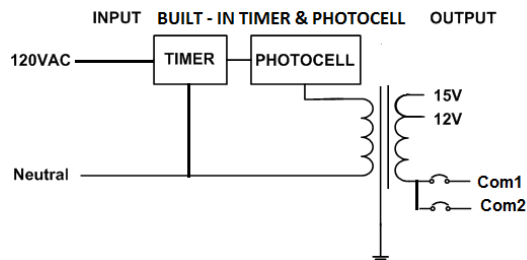 INPUT BUILT - IN TIMER & PHOTOCELL OUTPUT
120VAC TIMER PHOTOCELL
15V
12V
Neutral
Com1
Com2